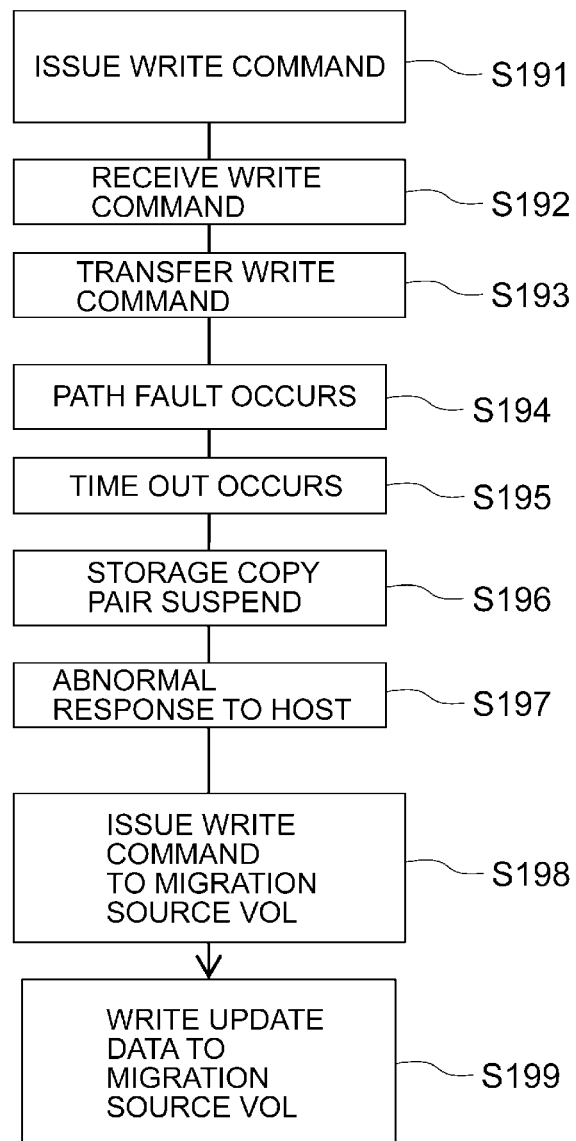 ISSUE WRITE COMMAND
S191
RECEIVE WRITE
COMMAND
S192
TRANSFER WRITE
COMMAND
S193
PATH FAULT OCCURS
S194
TIME OUT OCCURS
S195
STORAGE COPY
PAIR SUSPEND
S196
ABNORMAL
RESPONSE TO HOST
S197
ISSUE WRITE
COMMAND
TO MIGRATION
SOURCE VOL
S198
WRITE UPDATE
DATA TO
MIGRATION
SOURCE VOL
S199